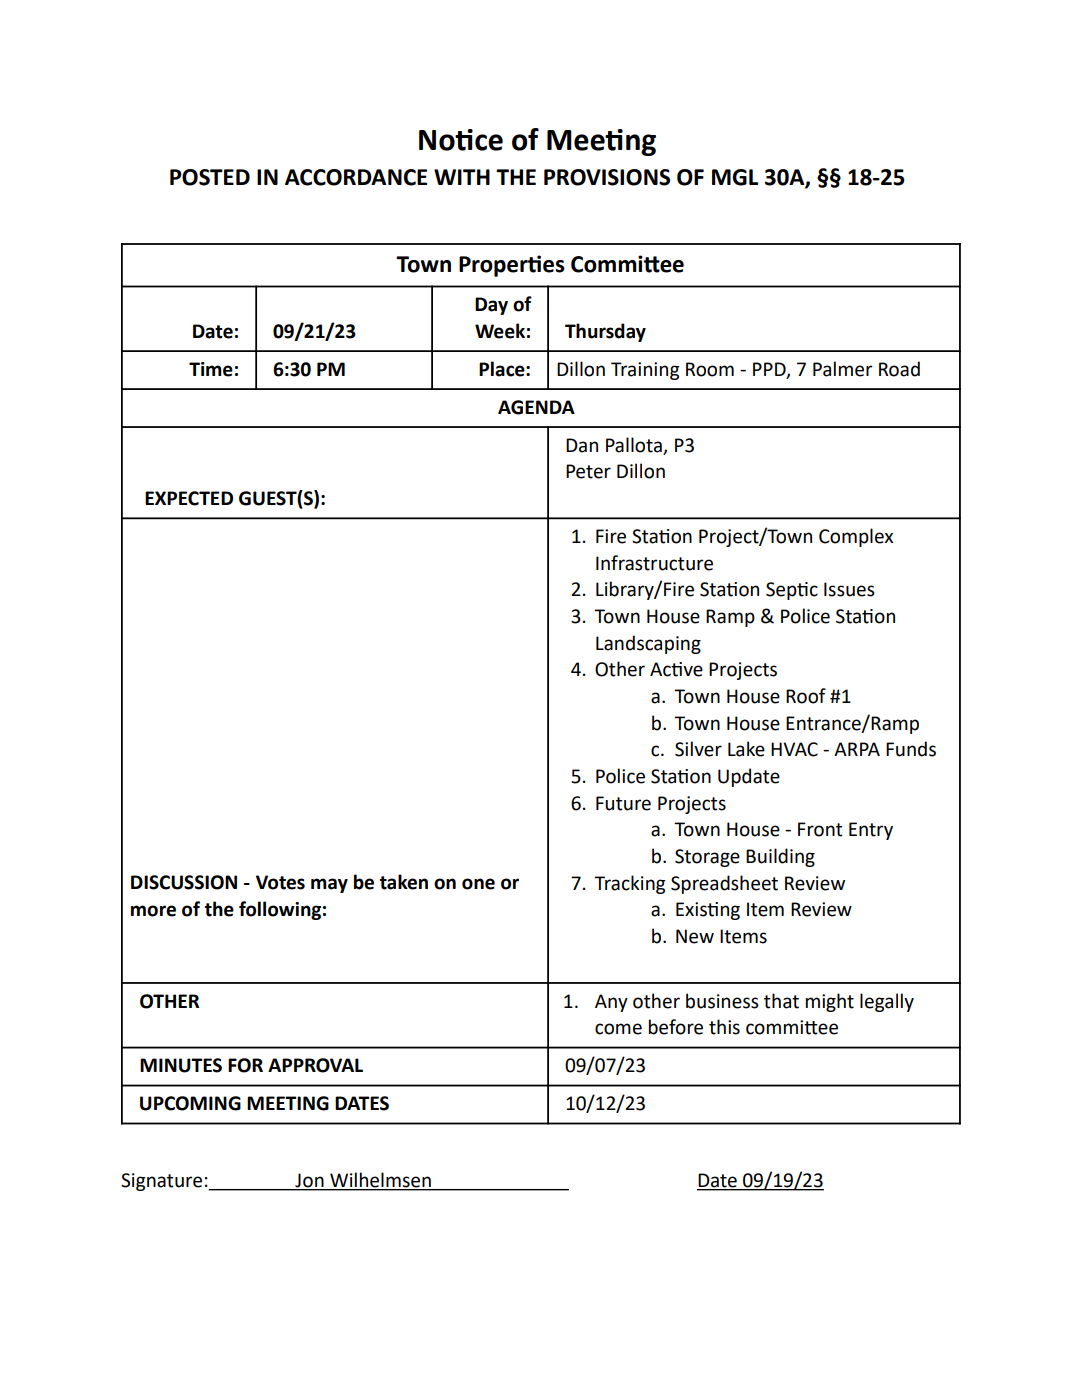 Notice of Meeting
POSTED IN ACCORDANCE WITH THE PROVISIONS OF MGL 30A, §§ 18-25
Town Properties Committee
Date: 09/21/23 Day of Week: Thursday
Time: 6:30 PM Place: Dillon Training Room - PPD, 7 Palmer Road
AGENDA
EXPECTED GUEST(S):
Dan Pallota, P3
Peter Dillon
DISCUSSION - Votes may be taken on one or
more of the following:
1. Fire Station Project/Town Complex
Infrastructure
2. Library/Fire Station Septic Issues
3. Town House Ramp & Police Station
Landscaping
4. Other Active Projects
a. Town House Roof #1
b. Town House Entrance/Ramp
c. Silver Lake HVAC - ARPA Funds
5. Police Station Update
6. Future Projects
a. Town House - Front Entry
b. Storage Building
7. Tracking Spreadsheet Review
a. Existing Item Review
b. New Items
OTHER
1. Any other business that might legally
come before this committee
MINUTES FOR APPROVAL 09/07/23
UPCOMING MEETING DATES 10/12/23
Signature: Jon Wilhelmsen Date 09/19/23